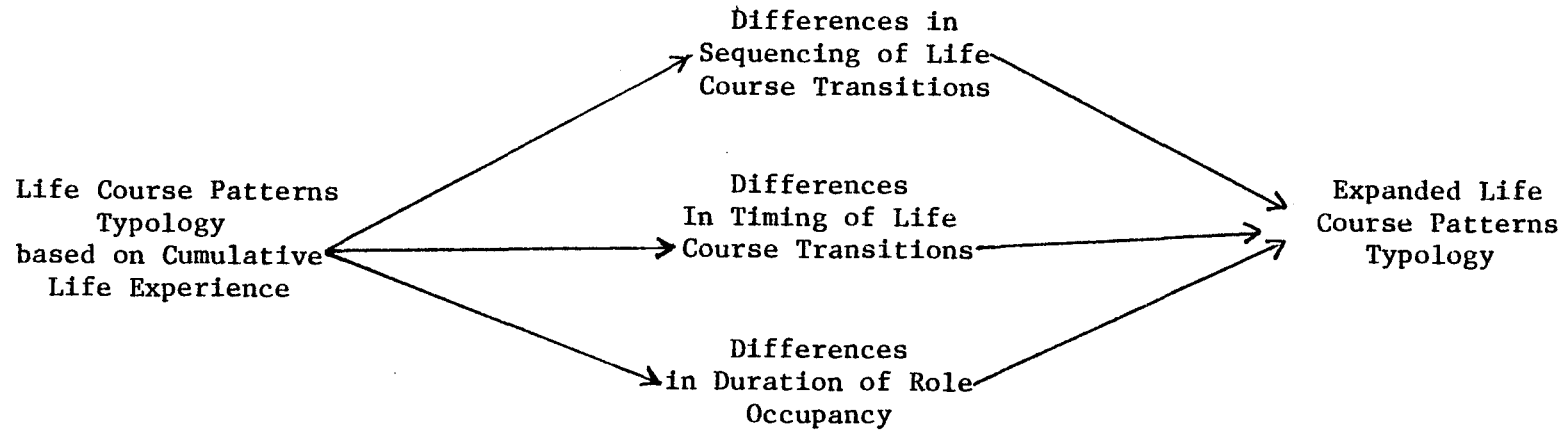 Differences in
Sequencing of Life
Course Transitions
Life Course Patterns
Typology
based on Cumulative
Life Experience
Differences
In Timing of Life
Course Transitions
Expanded Life
Course Patterns
Typology
Differences
in Duration of Role
Occupancy